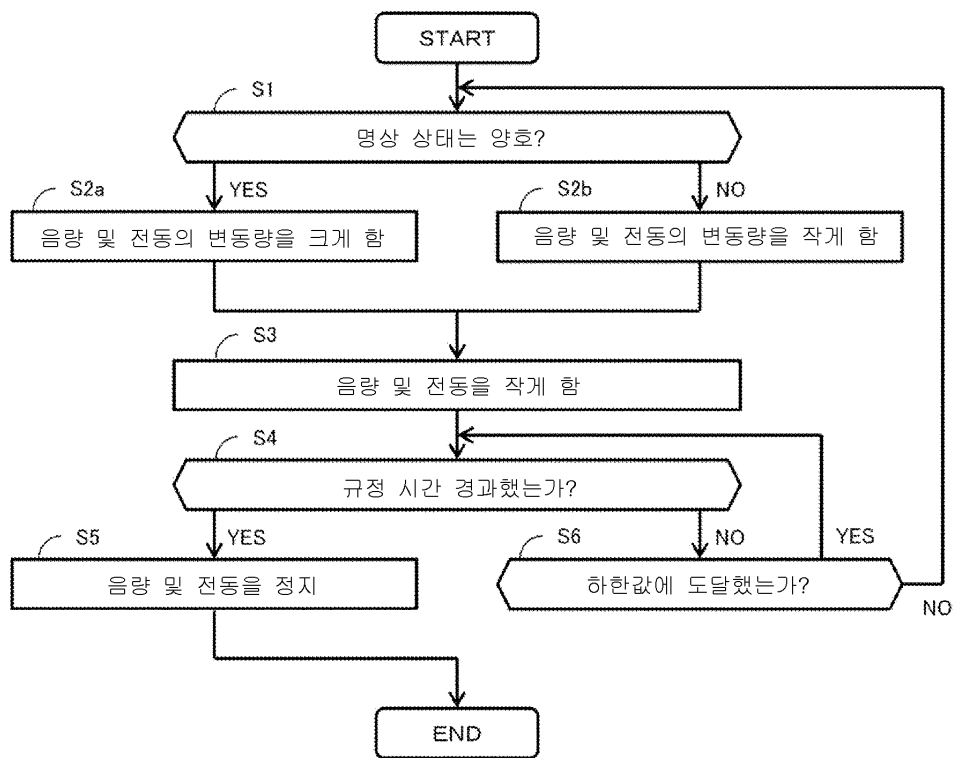 START
S1
명상 상태는 양호?
YES
NO
S2a
음량 및 전동의 변동량을 크게 함
S2b
음량 및 전동의 변동량을 작게 함
S3
음량 및 전동을 작게 함
S4
규정 시간 경과했는가?
YES
NO
S5
음량 및 전동을 정지
S6
하한값에 도달했는가?
YES
NO
END